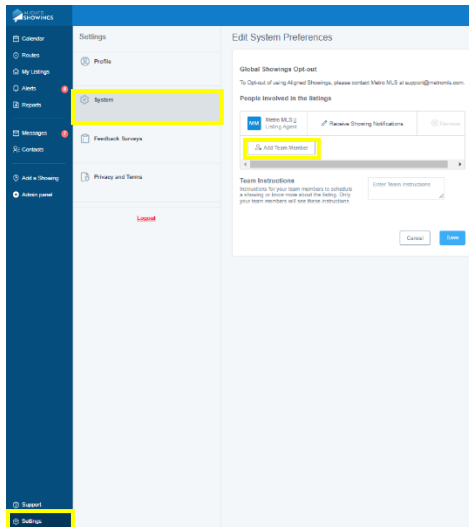 ALIGNED
SHOWINGS
Calendar
Routes
My Listings
Alerts
Reports
Messages
Contacts
Add a Showing
Admin panel
Support
Settings
Settings
Profile
System
Feedback Surveys
Privacy and Terms
Logout
Edit System Preferences
Global Showings Opt-out
To Opt-out of using Aligned Showings, please contact Metro MLS at support@metromls.com.
People Involved in the listings
MM
Metro MLS
Listing Agent
Receive Showing Notifications
Remove
Add Team Member
Team Instructions
Instructions for your team members to schedule
a showing or know more about the listing. Only
your team members will see these instructions
Enter Team Instructions
Cancel
Save